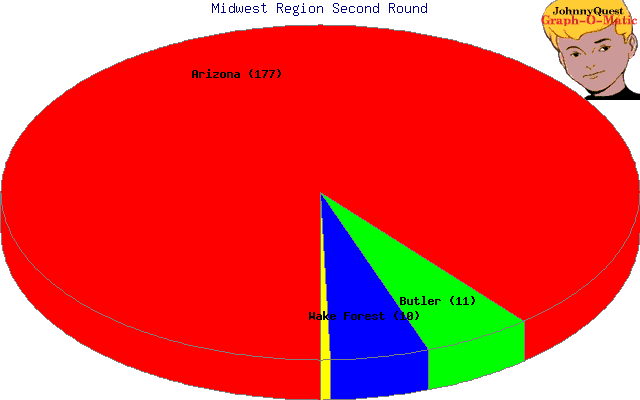 Midwest Region Second Round
JohnnyQuest
Graph-O-Matic
Arizona (177)
Butler (11)
Wake Forest (10)